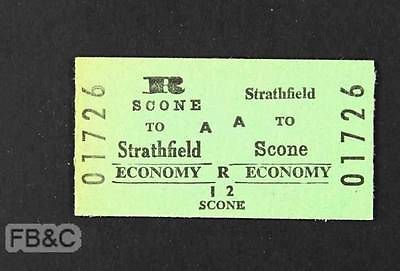 01726
R
SCONE
TO
Strathfield
ECONOMY
A
Strathfield
A TO
Scone
R ECONOMY
1 2
SCONE
01726
FB&C